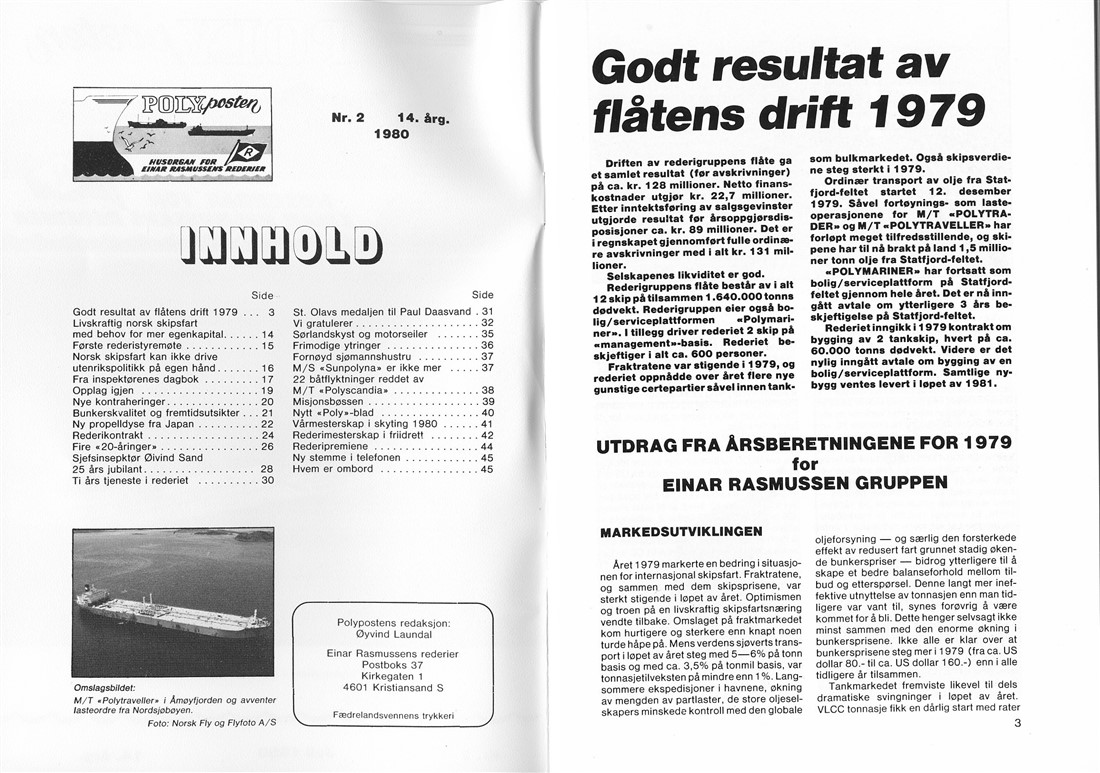 POLYposten
HUSORGAN FOR
EINAR RASMUSSENS REDERIER
R
Nr. 2 14. årg.
1980
INNHOLD
Side
Godt resultat av flåtens drift 1979 ... 3
Livskraftig norsk skipsfart
med behov for mer egenkapital...... 14
Første rederistyremøte ............ 15
Norsk skipsfart kan ikke drive
utenrikspolitikk på egen hånd....... 16
Fra inspektørenes dagbok ......... 17
Opplag igjen .................... 19
Nye kontraheringer ............... 20
Bunkerskvalitet og fremtidsutsikter ... 21
Ny propelldyse fra Japan .......... 22
Rederikontrakt ................... 24
Fire «20-åringer» ................. 26
Sjefsinsepktør Øivind Sand
25 års jubilant................... 28
Ti års tjeneste i rederiet .......... 30
Side
St. Olavs medaljen til Paul Daasvand . 31
Vi gratulerer ..................... 32
Sørlandskyst og motorseiler ....... 35
Frimodige ytringer ................ 36
Fornøyd sjømannshustru .......... 37
M/S «Sunpolyna» er ikke mer ..... 37
22 båtflyktninger reddet av
M/T «Polyscandia» ............... 38
Misjonsbøssen ................... 39
Nytt «Poly»-blad ................. 40
Vårmesterskap i skyting 1980 ...... 41
Rederimesterskap i friidrett ........ 42
Rederipremiene .................. 44
Ny stemme i telefonen ............ 45
Hvem er ombord ................. 45
Omslagsbildet:
M/T «Polytraveller» i Åmøyfjorden og avventer
lasteordre fra Nordsjøbøyen.
Foto: Norsk Fly og Flyfoto A/S
Polypostens redaksjon:
Øyvind Laundal
Einar Rasmussens rederier
Postboks 37
Kirkegaten 1
4601 Kristiansand S
Fædrelandsvennens trykkeri
Godt resultat av
flåtens drift 1979
Driften av rederigruppens flåte ga
et samlet resultat (før avskrivninger)
på ca. kr. 128 millioner. Netto finans-
kostnader utgjør kr. 22,7 millioner.
Etter inntektsføring av salgsgevinster
utgjorde resultat før årsoppgjørsdis-
posisjoner ca. kr. 89 millioner. Det er
i regnskapet gjennomført fulle ordinæ-
re avskrivninger med i alt kr. 131 mil-
lioner.
Selskapenes likviditet er god.
Rederigruppens flåte består av i alt
12 skip på tilsammen 1.640.000 tonns
dødvekt. Rederigruppen eier også bo-
lig/serviceplattformen «Polymari-
ner». I tillegg driver rederiet 2 skip på
«management»-basis. Rederiet be-
skjeftiger i alt ca. 600 personer.
Fraktratene var stigende i 1979, og
rederiet oppnådde over året flere nye
gunstige certepartier såvel innen tank-
som bulkmarkedet. Også skipsverdie-
ne steg sterkt i 1979.
Ordinær transport av olje fra Stat-
fjord-feltet startet 12. desember
1979. Såvel fortøynings- som laste-
operasjonene for M/T «POLYTRA-
DER» og M/T «POLYTRAVELLER» har
forløpt meget tilfredsstillende, og ski-
pene har til nå brakt på land 1,5 millio-
ner tonn olje fra Statfjord-feltet.
«POLYMARINER» har fortsatt som
bolig/serviceplattform på Statfjord-
feltet gjennom hele året. Det er nå inn-
gått avtale om ytterligere 3 års be-
skjeftigelse på Statfjord-feltet.
Rederiet inngikk i 1979 kontrakt om
bygging av 2 tankskip, hvert på ca.
60.000 tonns dødvekt. Videre er det
nylig inngått avtale om bygging av en
bolig/serviceplattform. Samtlige ny-
bygg ventes levert i løpet av 1981.
UTDRAG FRA ÅRSBERETNINGENE FOR 1979
for
EINAR RASMUSSEN GRUPPEN
MARKEDSUTVIKLINGEN
Året 1979 markerte en bedring i situasjo-
nen for internasjonal skipsfart. Fraktratene,
og sammen med dem skipsprisene, var
sterkt stigende i løpet av året. Optimismen
og troen på en livskraftig skipsfartsnæring
vendte tilbake. Omslaget på fraktmarkedet
kom hurtigere og sterkere enn knapt noen
turde håpe på. Mens verdens sjøverts trans-
port i løpet av året steg med 5—6% på tonn
basis og med ca. 3,5% på tonmil basis, var
tonnasjetilveksten på mindre enn 1%. Lang-
sommere ekspedisjoner i havnene, økning
av mengden av partlaster, de store oljesel-
skapers minskede kontroll med den globale
oljeforsyning — og særlig den forsterkede
effekt av redusert fart grunnet stadig øken-
de bunkerspriser — bidrog ytterligere til å
skape et bedre balanseforhold mellom til-
bud og etterspørsel. Denne langt mer inef-
fektive utnyttelse av tonnasjen enn man tid-
ligere var vant til, synes forøvrig å være
kommet for å bli. Dette henger selvsagt ikke
minst sammen med den enorme økning i
bunkersprisene. Ikke alle er klar over at
bunkersprisene steg mer i 1979 (fra ca. US
dollar 80.- til ca. US dollar 160.-) enn i alle
tidligere år tilsammen.
Tankmarkedet fremviste likevel til dels
dramatiske svingninger i løpet av året.
VLCC tonnasje fikk en dårlig start med rater
3